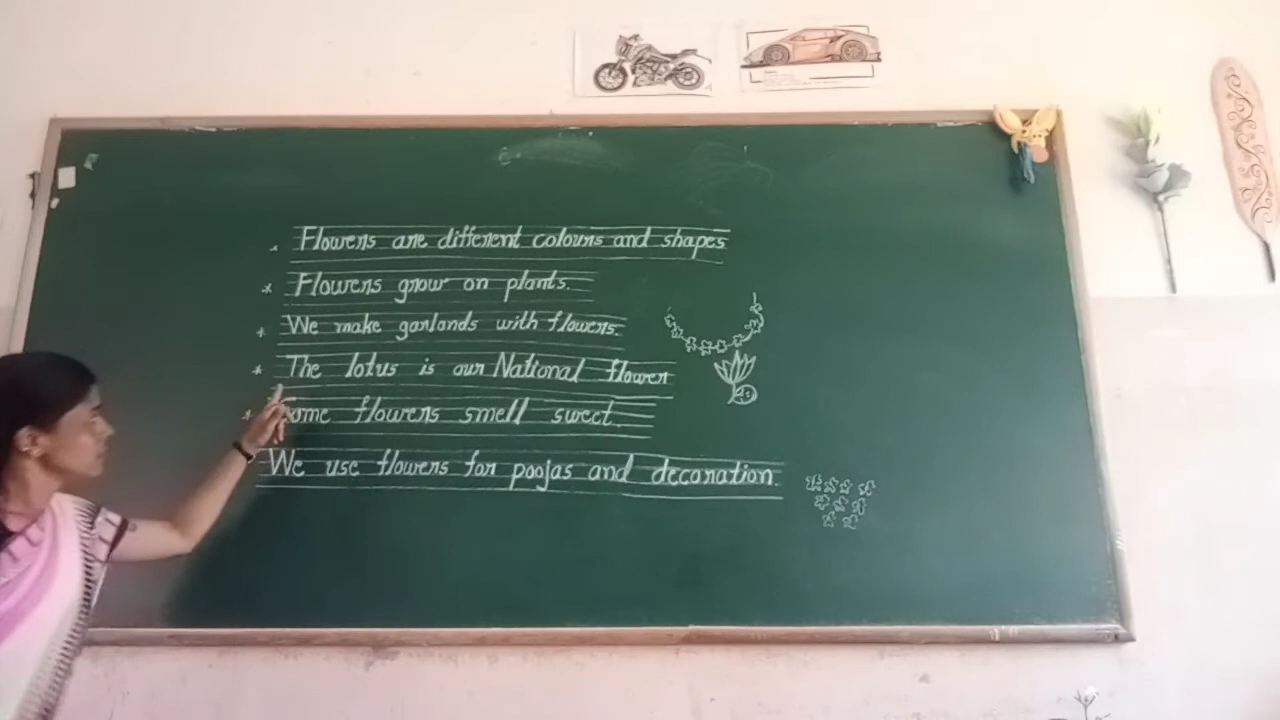 Flowers are different colours and shapes
* Flowers grow on plants.
* We make garlands with flowers.
* The lotus is our National flower
* Some flowers smell sweet.
We use flowers for poojas and decoration.